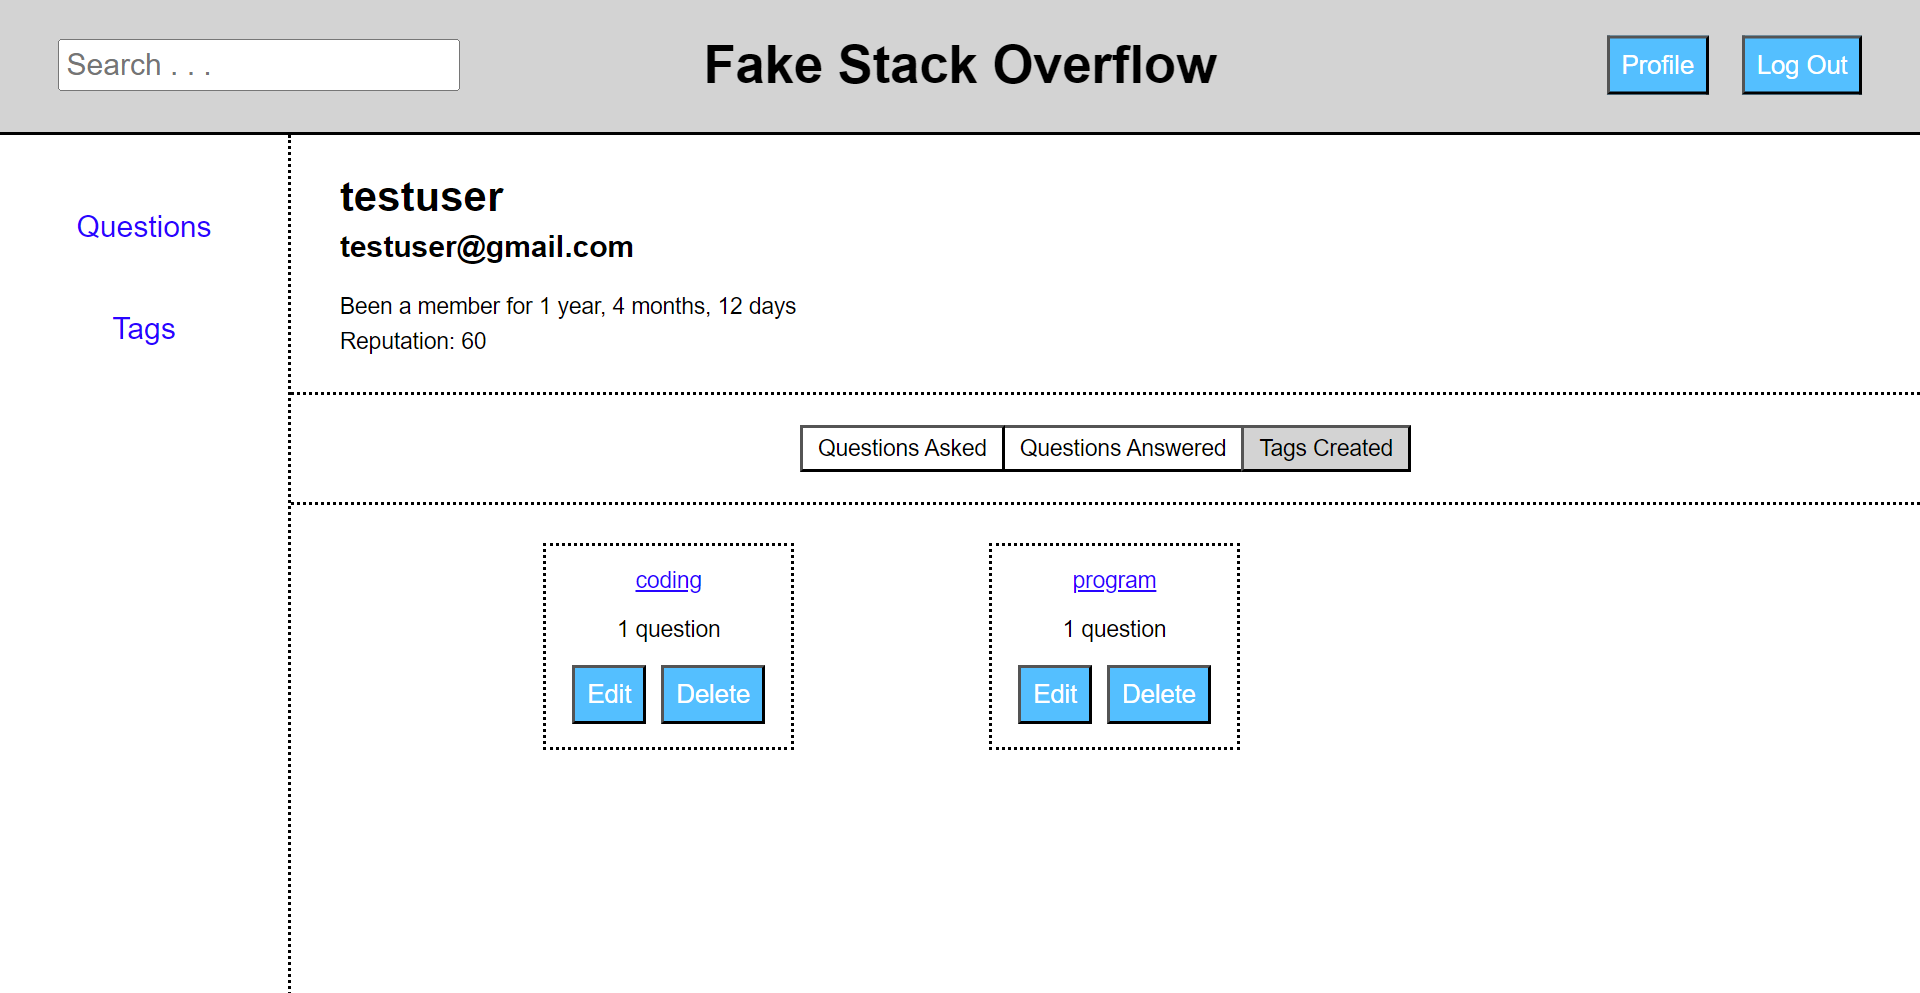 Search . . .
Fake Stack Overflow
Profile
Log Out
Questions
Tags
testuser
testuser@gmail.com
Been a member for 1 year, 4 months, 12 days
Reputation: 60
Questions Asked
Questions Answered
Tags Created
coding
1 question
Edit
Delete
program
1 question
Edit
Delete